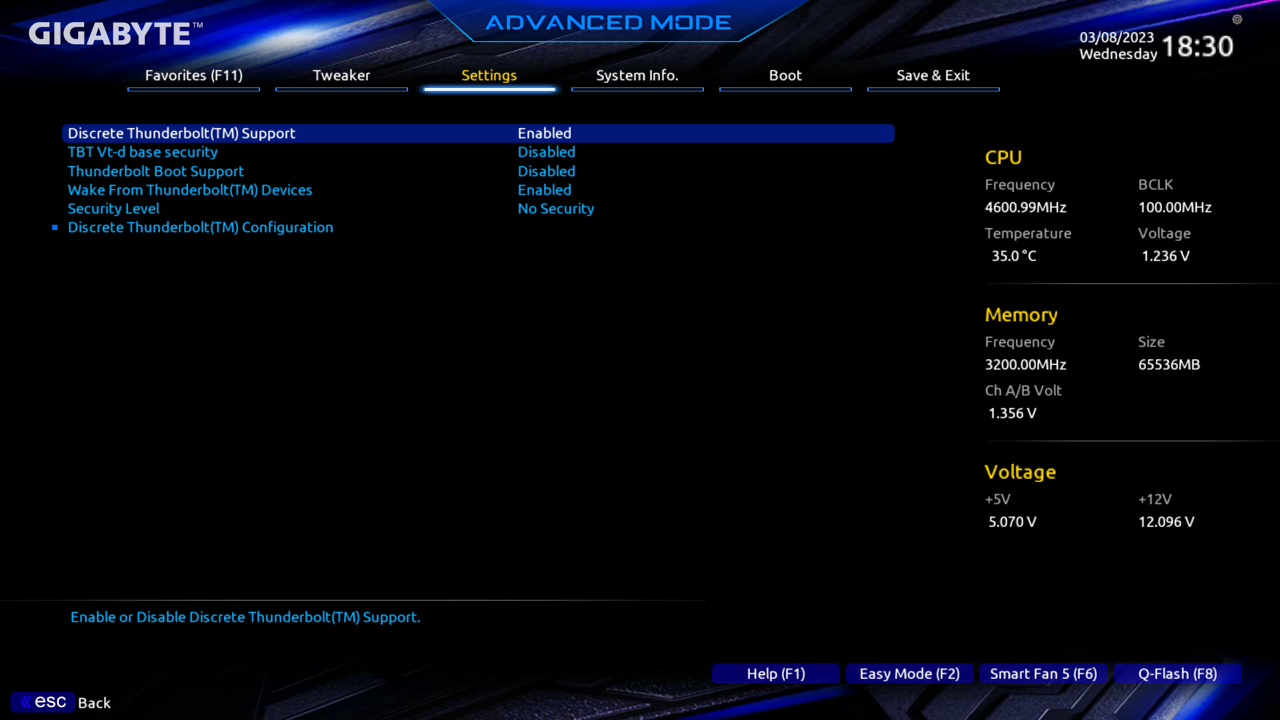 GIGABYTE™
ADVANCED MODE
03/08/2023
Wednesday
18:30
Favorites (F11)
Tweaker
Settings
System Info.
Boot
Save & Exit
Discrete Thunderbolt(TM) Support Enabled
TBT Vt-d base security Disabled
Thunderbolt Boot Support Disabled
Wake From Thunderbolt(TM) Devices Enabled
Security Level No Security
Discrete Thunderbolt(TM) Configuration
CPU
Frequency BCLK
4600.99MHz 100.00MHz
Temperature Voltage
35.0 °C 1.236 V
Memory
Frequency Size
3200.00MHz 65536MB
Ch A/B Volt
1.356 V
Voltage
+5V +12V
5.070 V 12.096 V
Enable or Disable Discrete Thunderbolt(TM) Support.
Help (F1)
Easy Mode (F2)
Smart Fan 5 (F6)
Q-Flash (F8)
esc Back